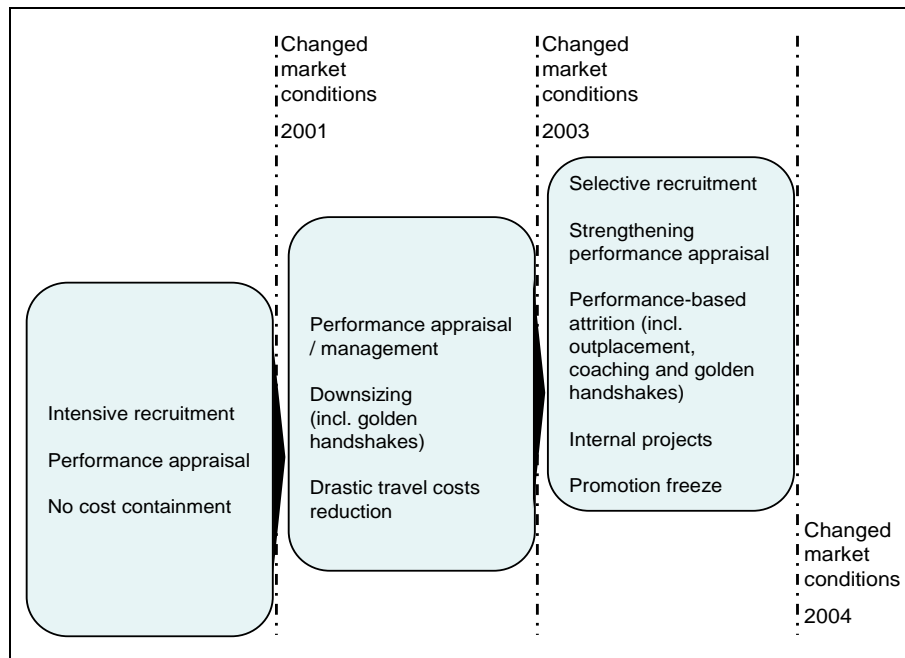 Changed
market
conditions
2001
Changed
market
conditions
2003
Intensive recruitment
Performance appraisal
No cost containment
Performance appraisal
/ management
Downsizing
(incl. golden
handshakes)
Drastic travel costs
reduction
Selective recruitment
Strengthening
performance appraisal
Performance-based
attrition (incl.
outplacement,
coaching and golden
handshakes)
Internal projects
Promotion freeze
Changed
market
conditions
2004